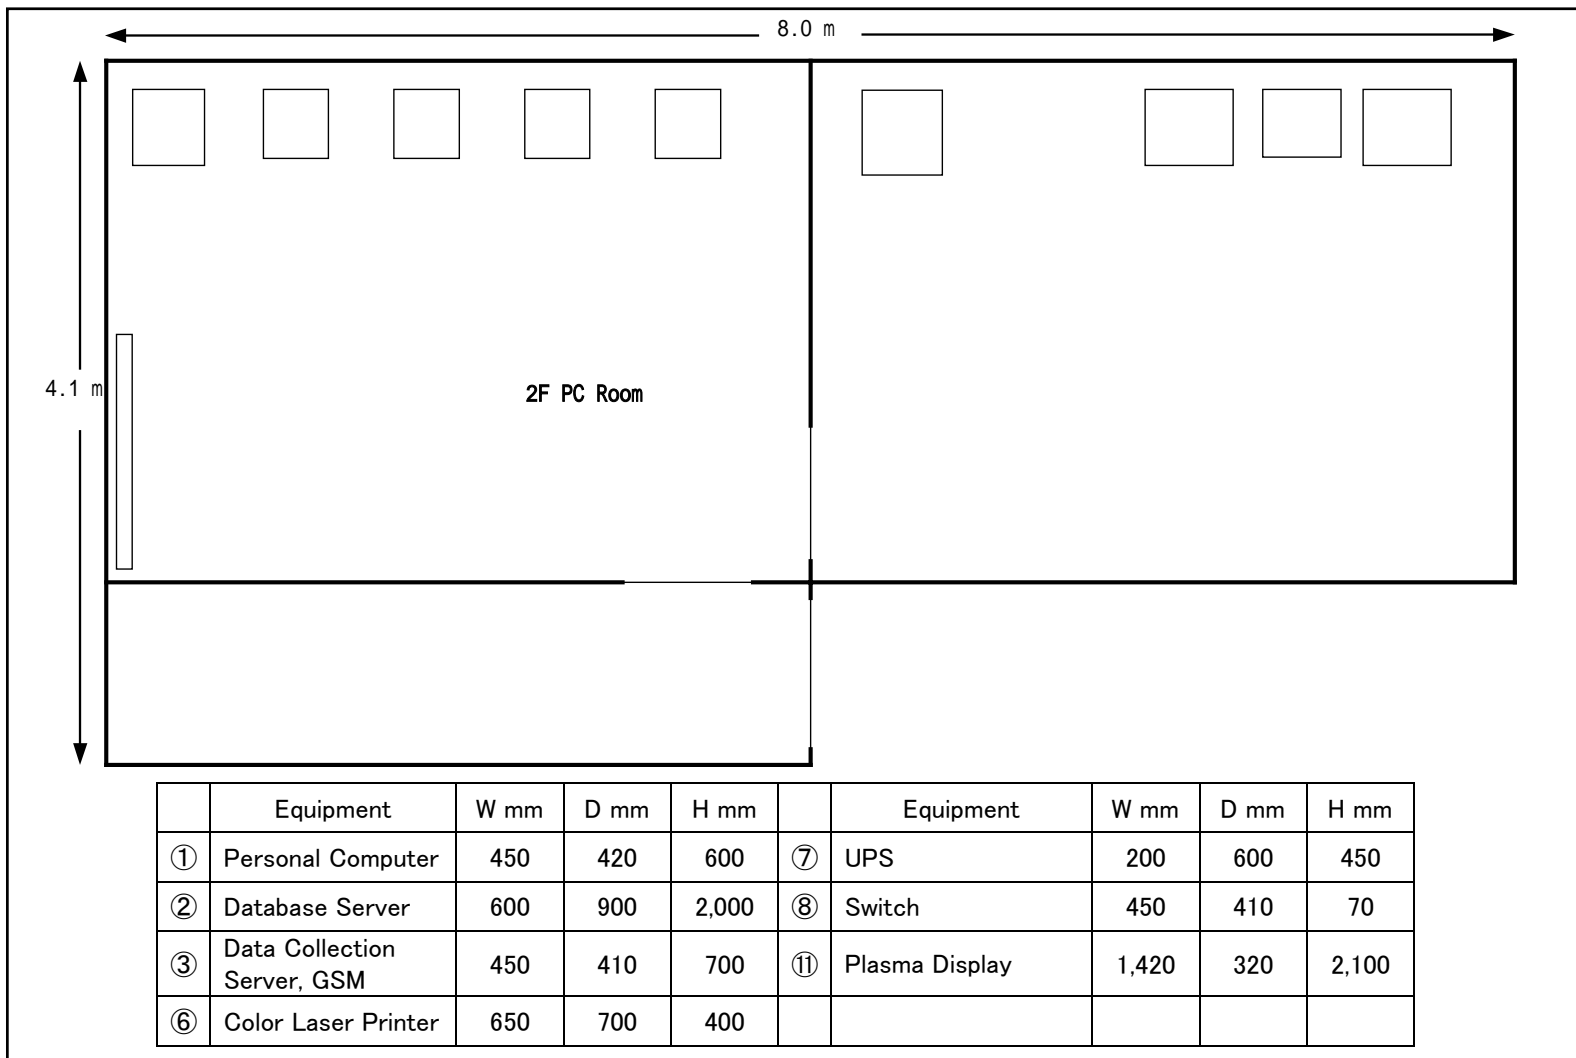 8.0 m
4.1 m
2F PC Room
Equipment W mm D mm H mm Equipment W mm D mm H mm
① Personal Computer 450 420 600 ⑦ UPS 200 600 450
② Database Server 600 900 2,000 ⑧ Switch 450 410 70
③ Data Collection
Server, GSM 450 410 700 ⑪ Plasma Display 1,420 320 2,100
⑥ Color Laser Printer 650 700 400